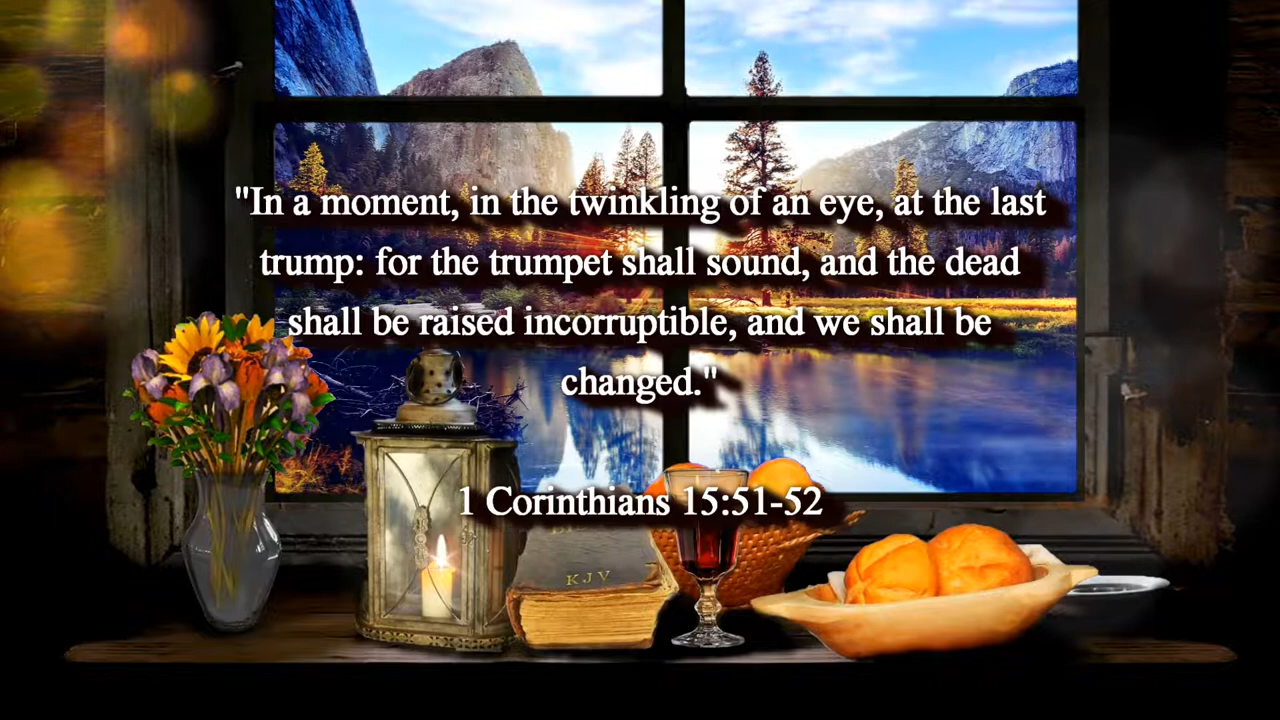 "In a moment, in the twinkling of an eye, at the last
trump: for the trumpet shall sound, and the dead
shall be raised incorruptible, and we shall be
changed."
1 Corinthians 15:51-52
KJV